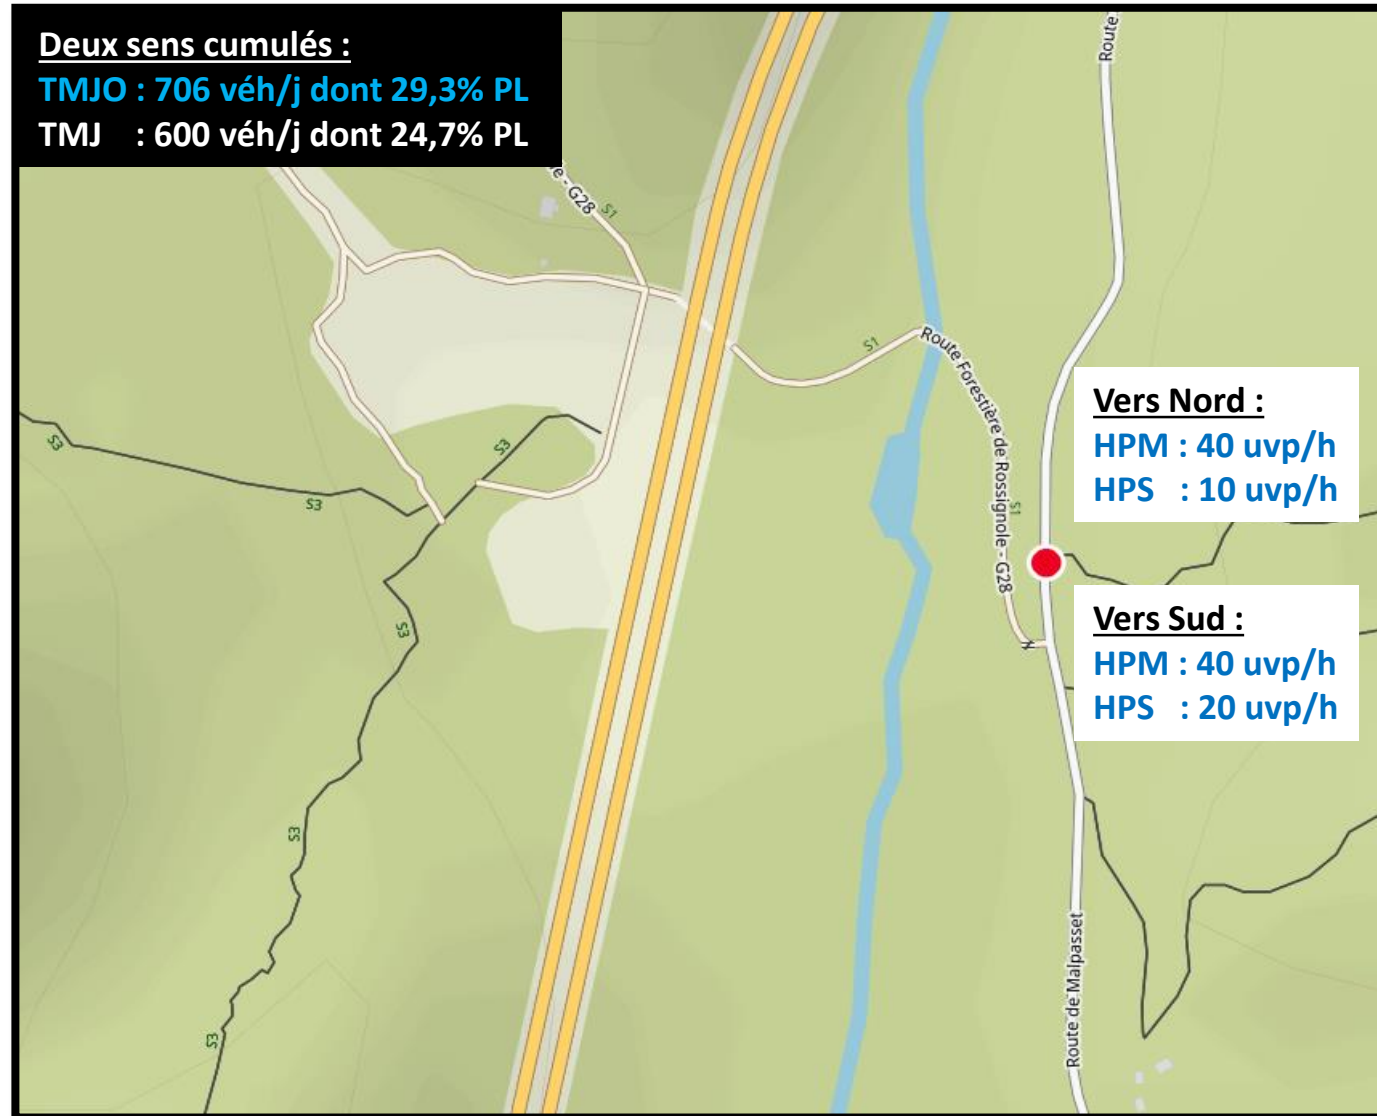 Deux sens cumulés :
TMJO : 706 véh/j dont 29,3% PL
TMJ : 600 véh/j dont 24,7% PL
Route
G28
S1
S1
Route Forestière de Rossignole - G28
S1
Vers Nord :
HPM : 40 uvp/h
HPS : 10 uvp/h
S3
S3
S3
S3
Vers Sud :
HPM : 40 uvp/h
HPS : 20 uvp/h
S3
Route de Malpasset
S3